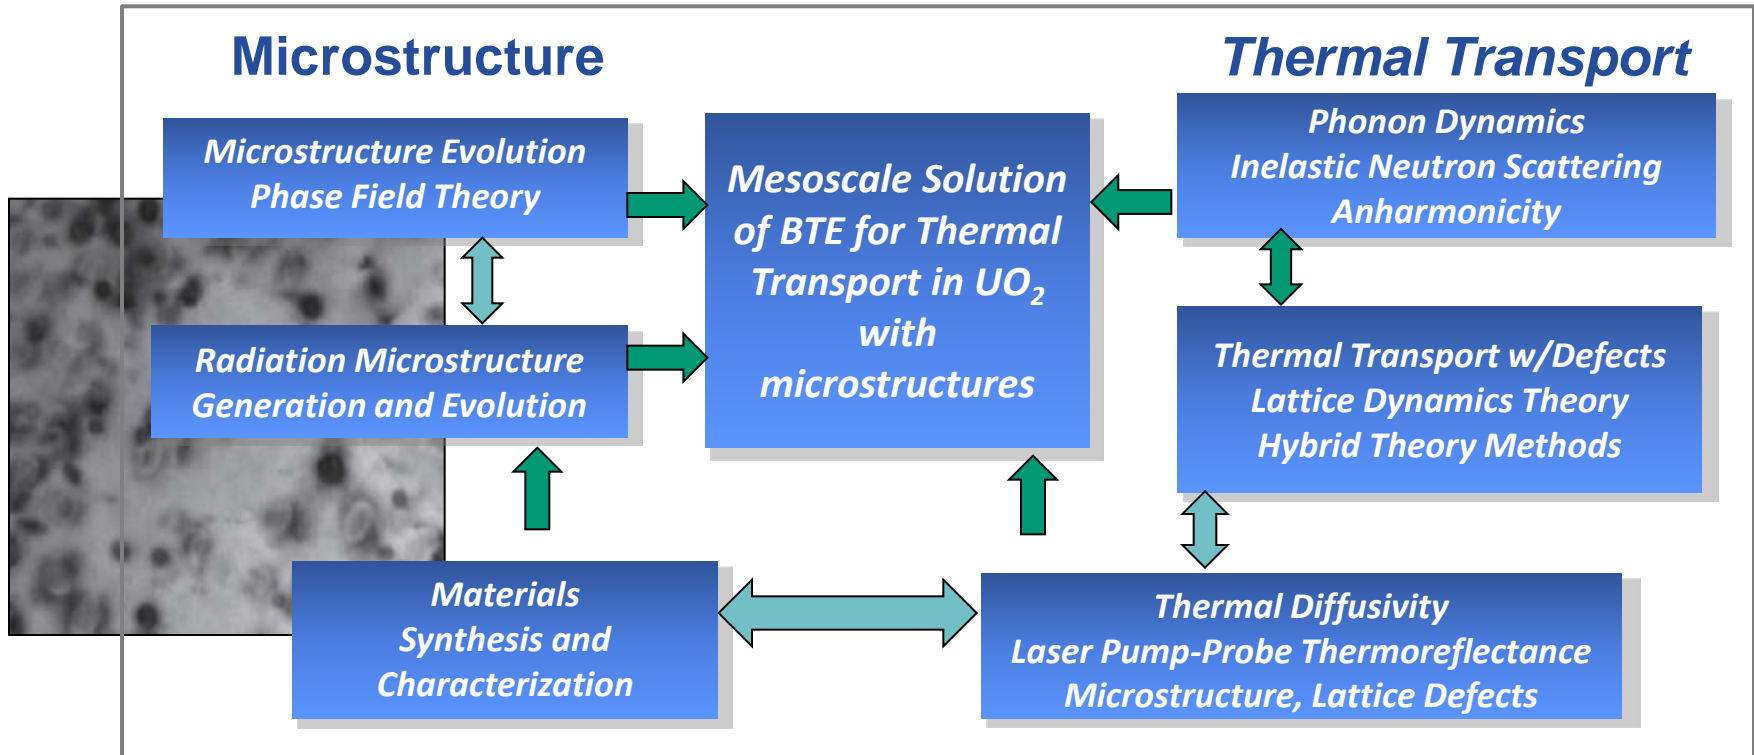 Microstructure
Thermal Transport
Microstructure Evolution
Phase Field Theory
Radiation Microstructure
Generation and Evolution
Materials
Synthesis and
Characterization
Mesoscale Solution
of BTE for Thermal
Transport in UO₂
with
microstructures
Phonon Dynamics
Inelastic Neutron Scattering
Anharmonicity
Thermal Transport w/Defects
Lattice Dynamics Theory
Hybrid Theory Methods
Thermal Diffusivity
Laser Pump-Probe Thermoreflectance
Microstructure, Lattice Defects